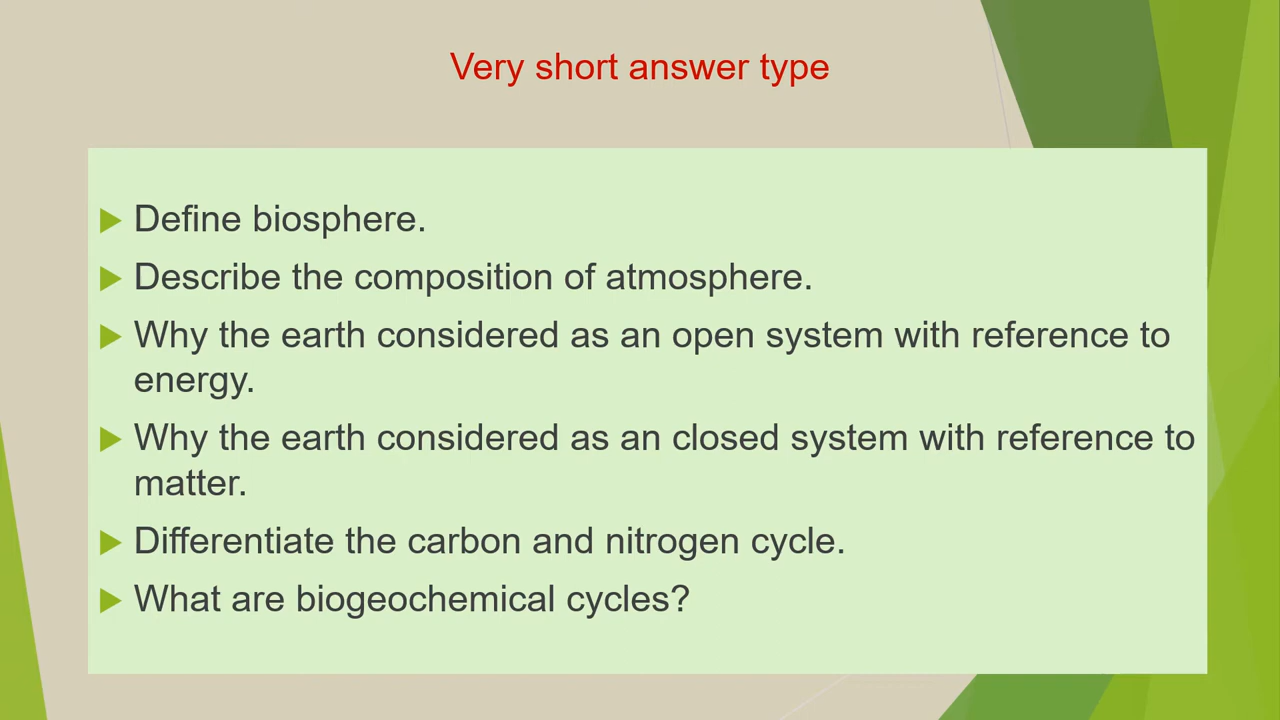 Very short answer type
Define biosphere.
Describe the composition of atmosphere.
Why the earth considered as an open system with reference to
energy.
Why the earth considered as an closed system with reference to
matter.
Differentiate the carbon and nitrogen cycle.
What are biogeochemical cycles?